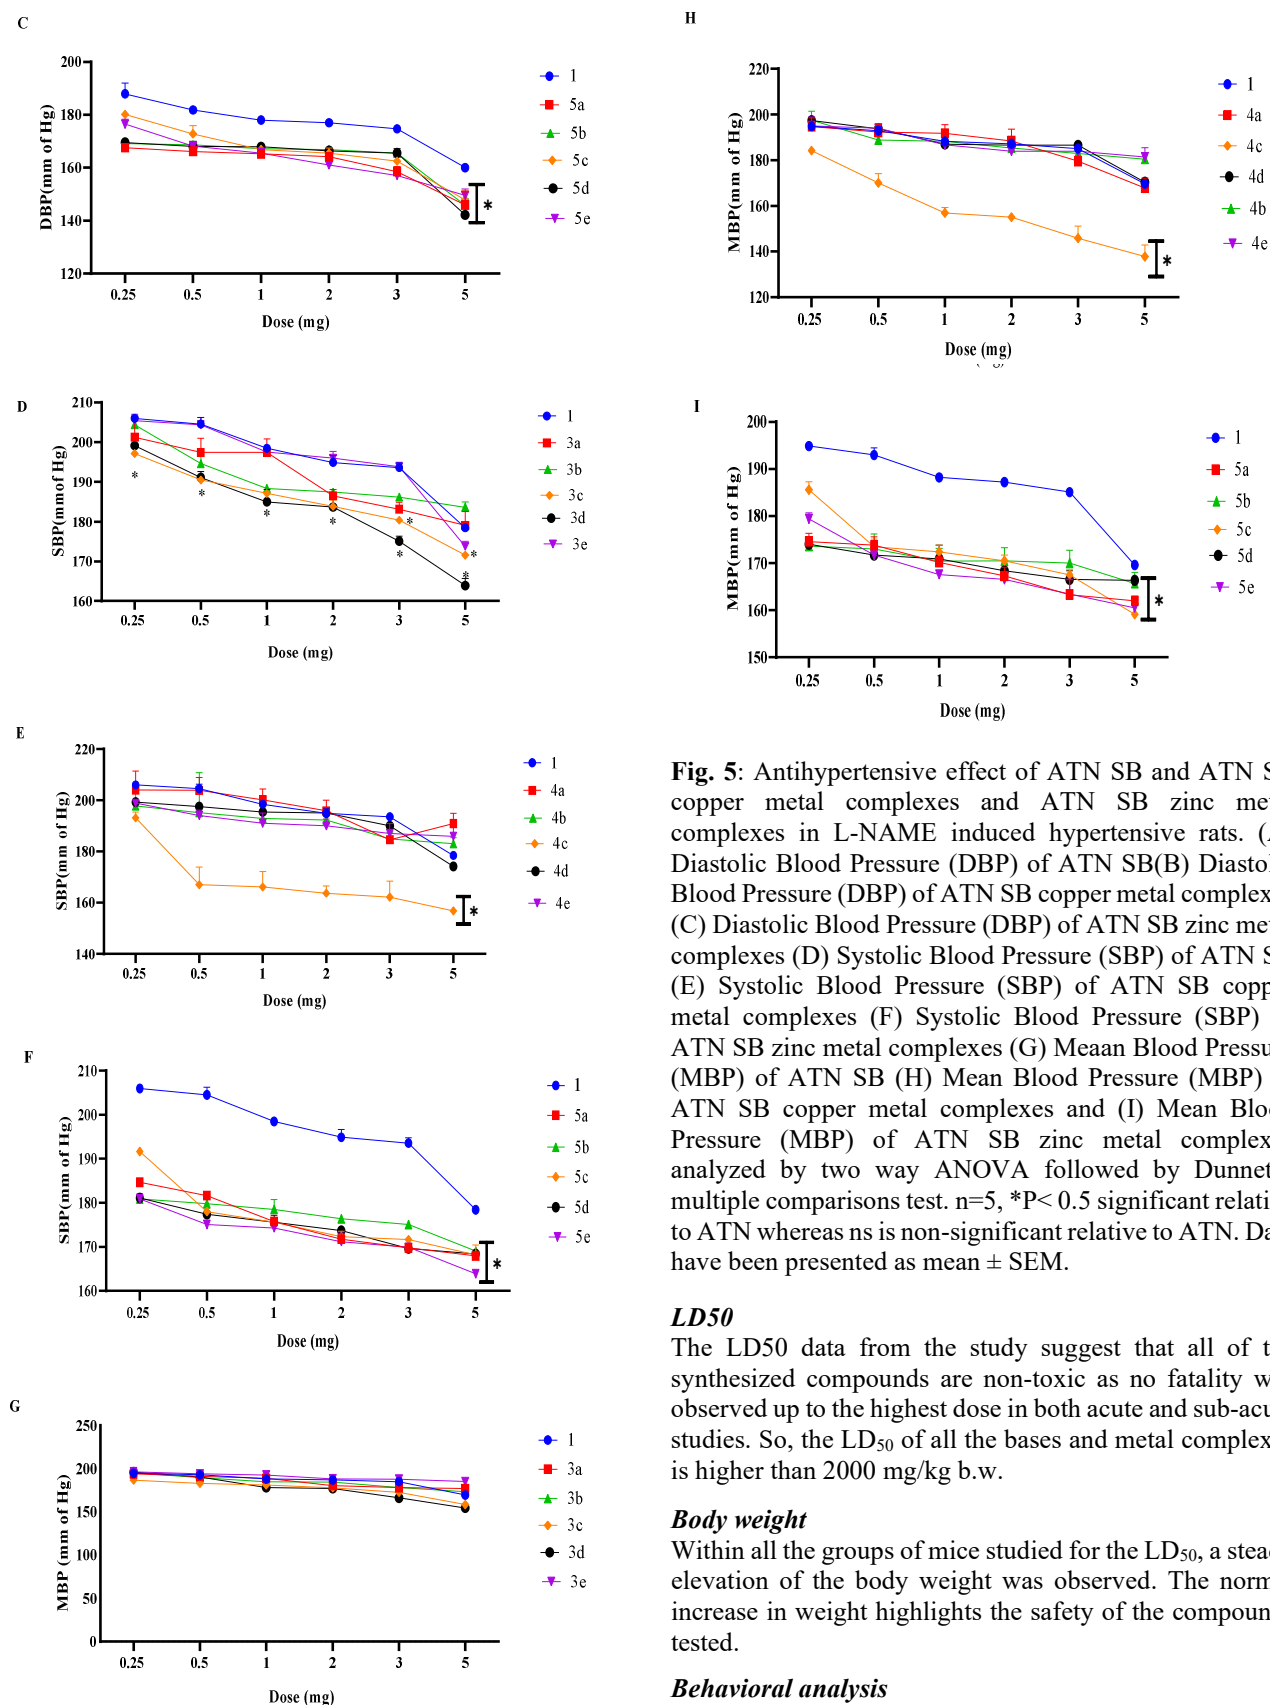 C
DBP(mm of Hg)
200
180
160
140
120
0.25 0.5 1 2 3 5
Dose (mg)
1
5a
5b
5c
5d
5e
*
D
SBP(mmof Hg)
210
200
190
180
170
160
0.25 0.5 1 2 3 5
Dose (mg)
1
3a
3b
3c
3d
3e
* * * * * * * *
E
SBP(mm of Hg)
220
200
180
160
140
0.25 0.5 1 2 3 5
Dose (mg)
1
4a
4b
4c
4d
4e
*
F
SBP(mm of Hg)
210
200
190
180
170
160
0.25 0.5 1 2 3 5
Dose (mg)
1
5a
5b
5c
5d
5e
*
G
MBP (mm of Hg)
250
200
150
100
50
0
0.25 0.5 1 2 3 5
Dose (mg)
1
3a
3b
3c
3d
3e
H
MBP(mm of Hg)
220
200
180
160
140
120
0.25 0.5 1 2 3 5
Dose (mg)
1
4a
4c
4d
4b
4e
*
I
MBP(mm of Hg)
200
190
180
170
160
150
0.25 0.5 1 2 3 5
Dose (mg)
1
5a
5b
5c
5d
5e
*
Fig. 5: Antihypertensive effect of ATN SB and ATN S
copper metal complexes and ATN SB zinc me
complexes in L-NAME induced hypertensive rats. (A
Diastolic Blood Pressure (DBP) of ATN SB(B) Diasto
Blood Pressure (DBP) of ATN SB copper metal complex
(C) Diastolic Blood Pressure (DBP) of ATN SB zinc me
complexes (D) Systolic Blood Pressure (SBP) of ATN S
(E) Systolic Blood Pressure (SBP) of ATN SB copp
metal complexes (F) Systolic Blood Pressure (SBP)
ATN SB zinc metal complexes (G) Meaan Blood Pressu
(MBP) of ATN SB (H) Mean Blood Pressure (MBP)
ATN SB copper metal complexes and (I) Mean Bloo
Pressure (MBP) of ATN SB zinc metal complex
analyzed by two way ANOVA followed by Dunnet
multiple comparisons test. n=5, *P< 0.5 significant relativ
to ATN whereas ns is non-significant relative to ATN. Da
have been presented as mean ± SEM.
LD50
The LD50 data from the study suggest that all of t
synthesized compounds are non-toxic as no fatality w
observed up to the highest dose in both acute and sub-acu
studies. So, the LD50 of all the bases and metal complex
is higher than 2000 mg/kg b.w.
Body weight
Within all the groups of mice studied for the LD50, a stea
elevation of the body weight was observed. The norm
increase in weight highlights the safety of the compoun
tested.
Behavioral analysis